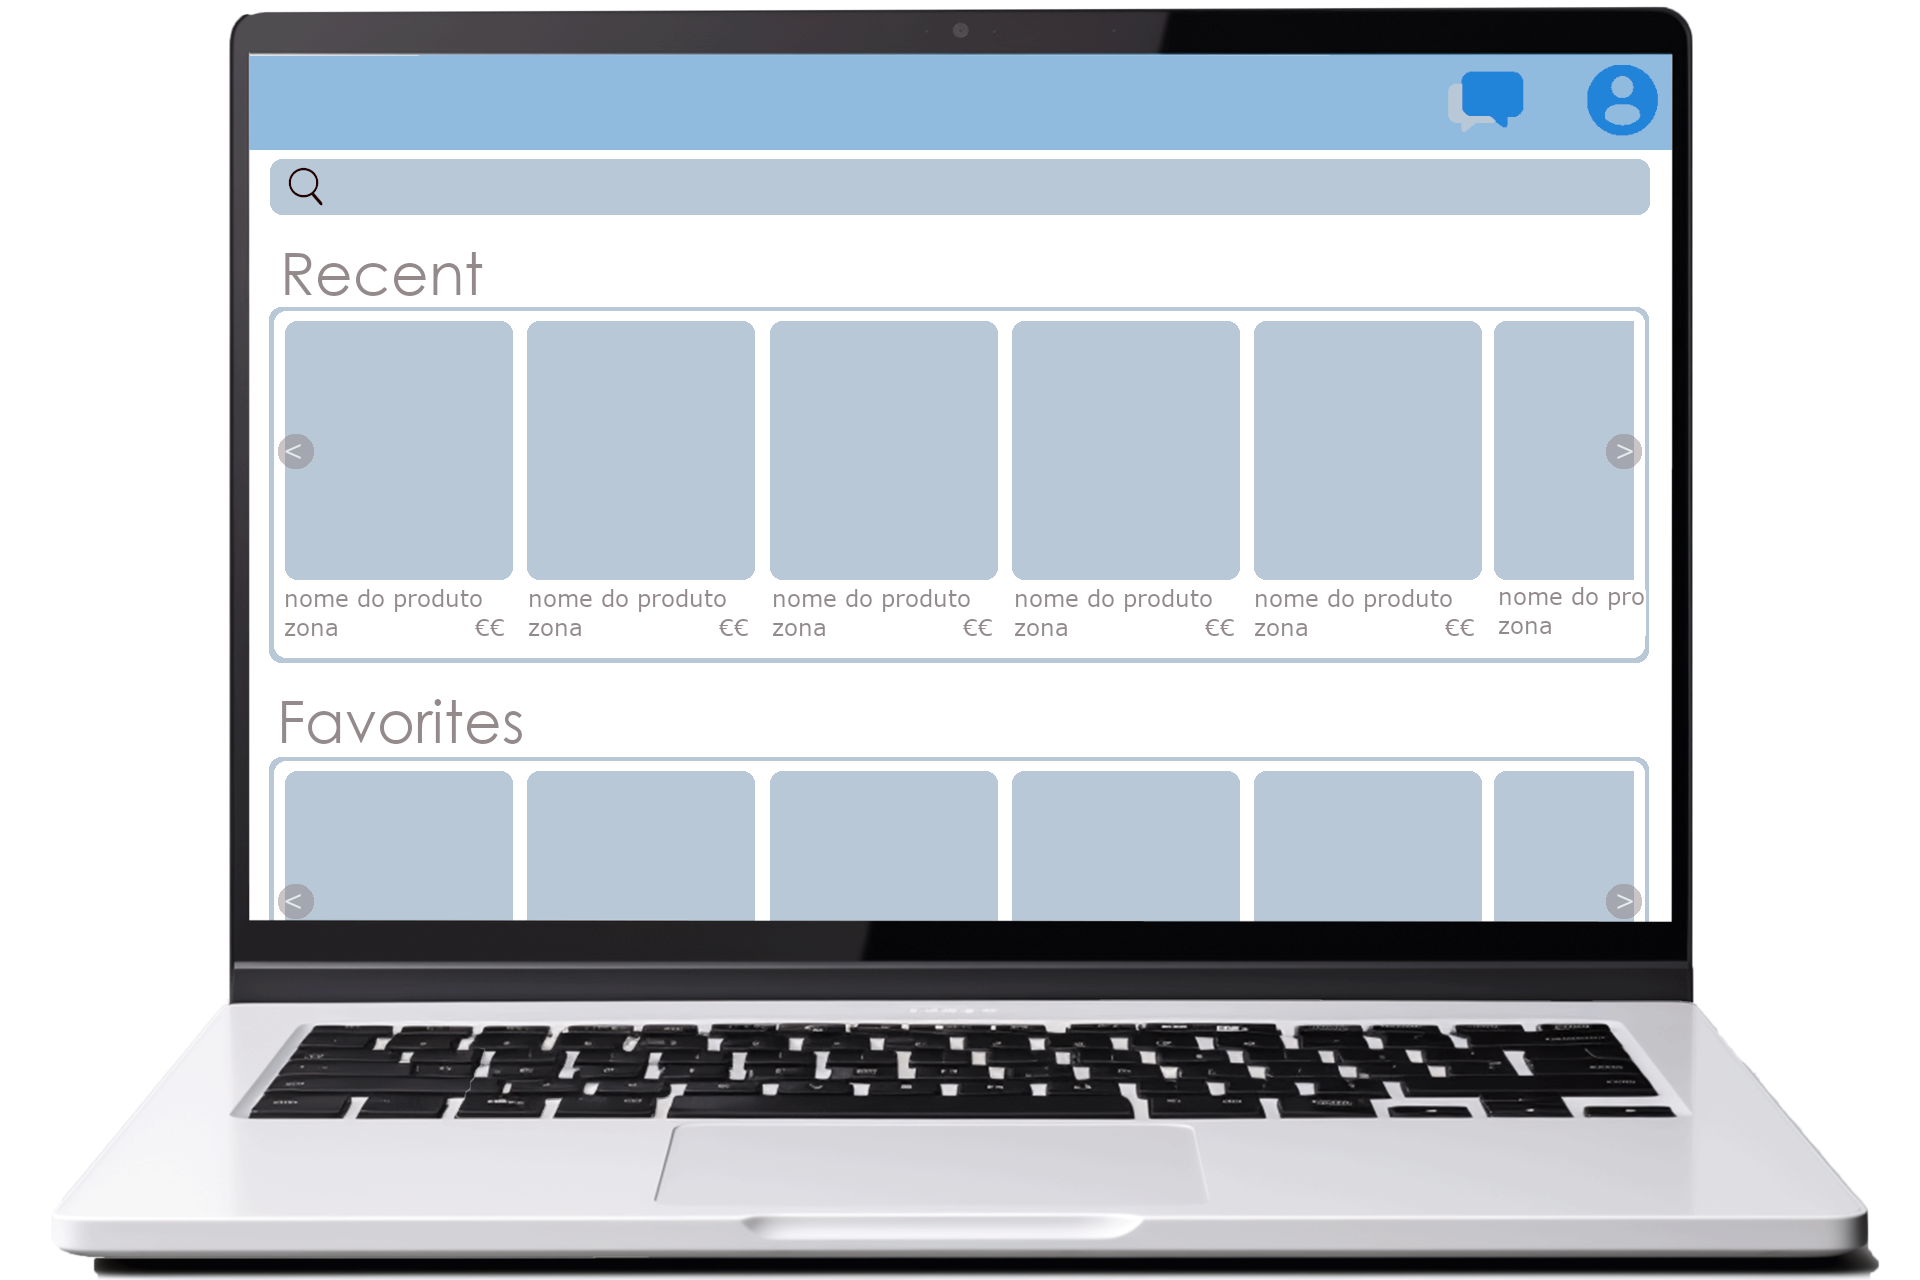 Recent
< >
nome do produto nome do produto nome do produto nome do produto nome do produto nome do pro
zona €€ zona €€ zona €€ zona €€ zona €€ zona
Favorites
< >